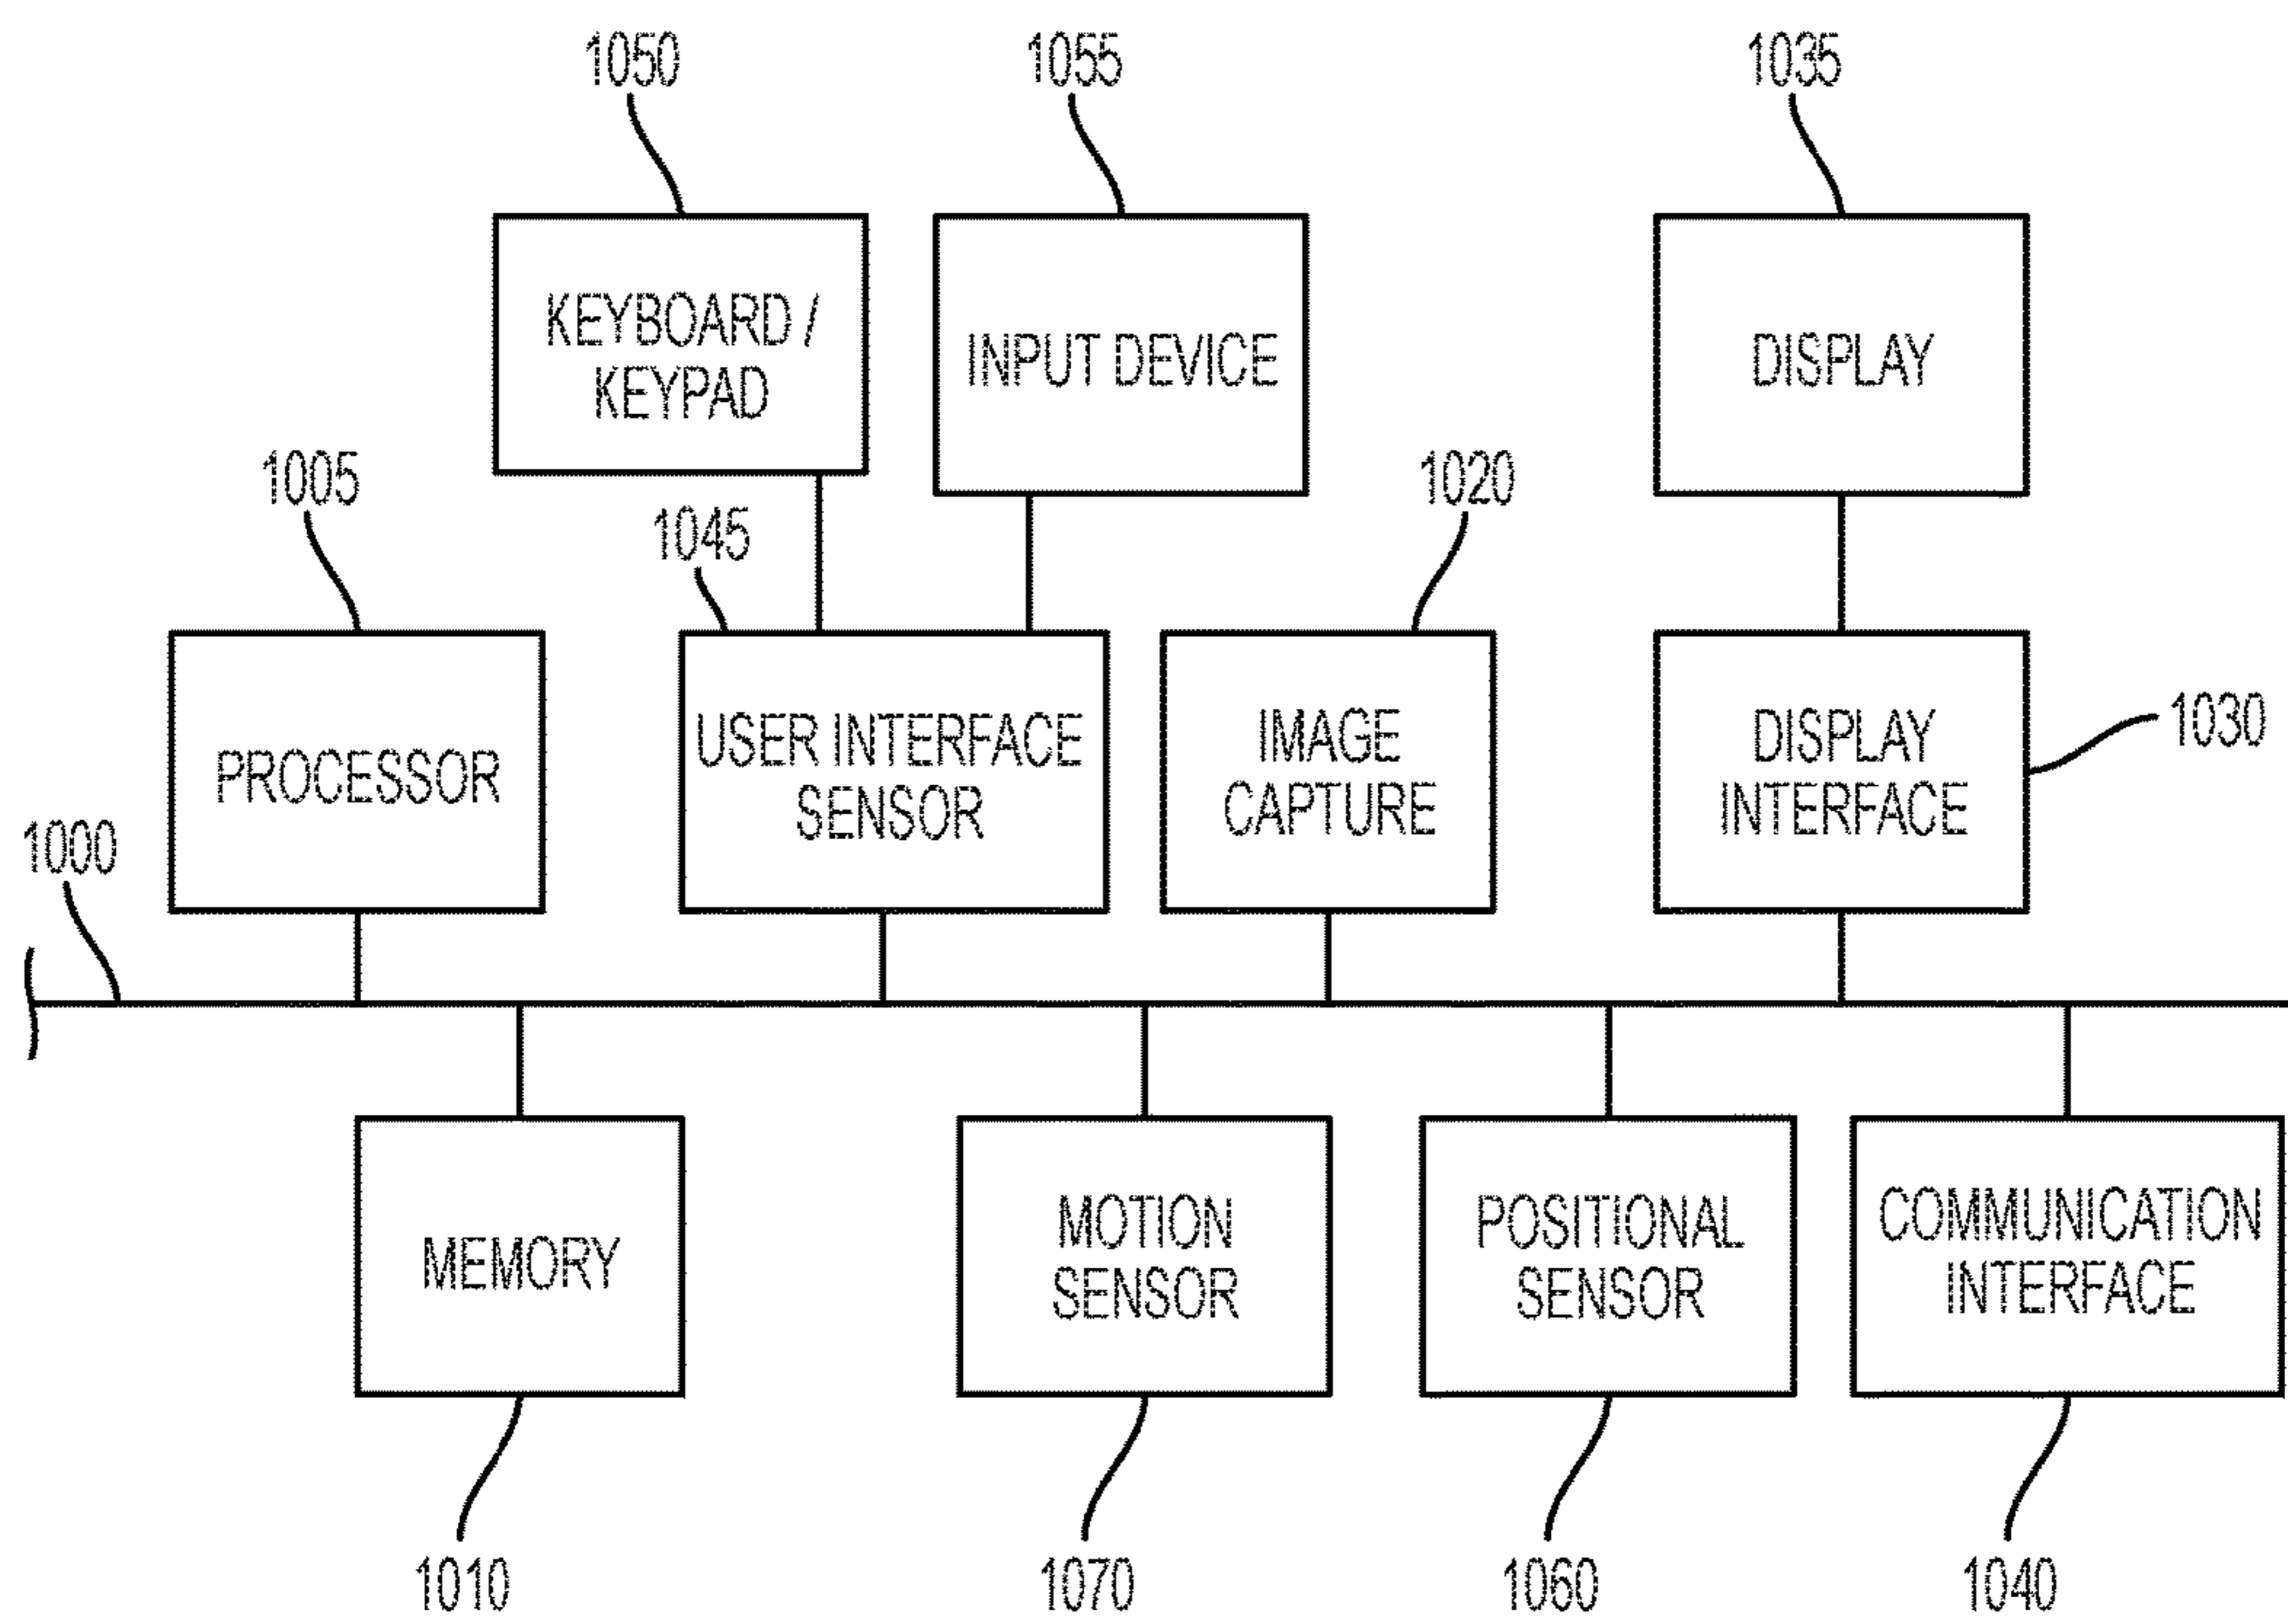 1050
1055
1035
KEYBOARD /
KEYPAD
INPUT DEVICE
DISPLAY
1005
1045
1020
PROCESSOR
USER INTERFACE
SENSOR
IMAGE
CAPTURE
DISPLAY
INTERFACE
1030
1000
MEMORY
MOTION
SENSOR
POSITIONAL
SENSOR
COMMUNICATION
INTERFACE
1010
1070
1060
1040